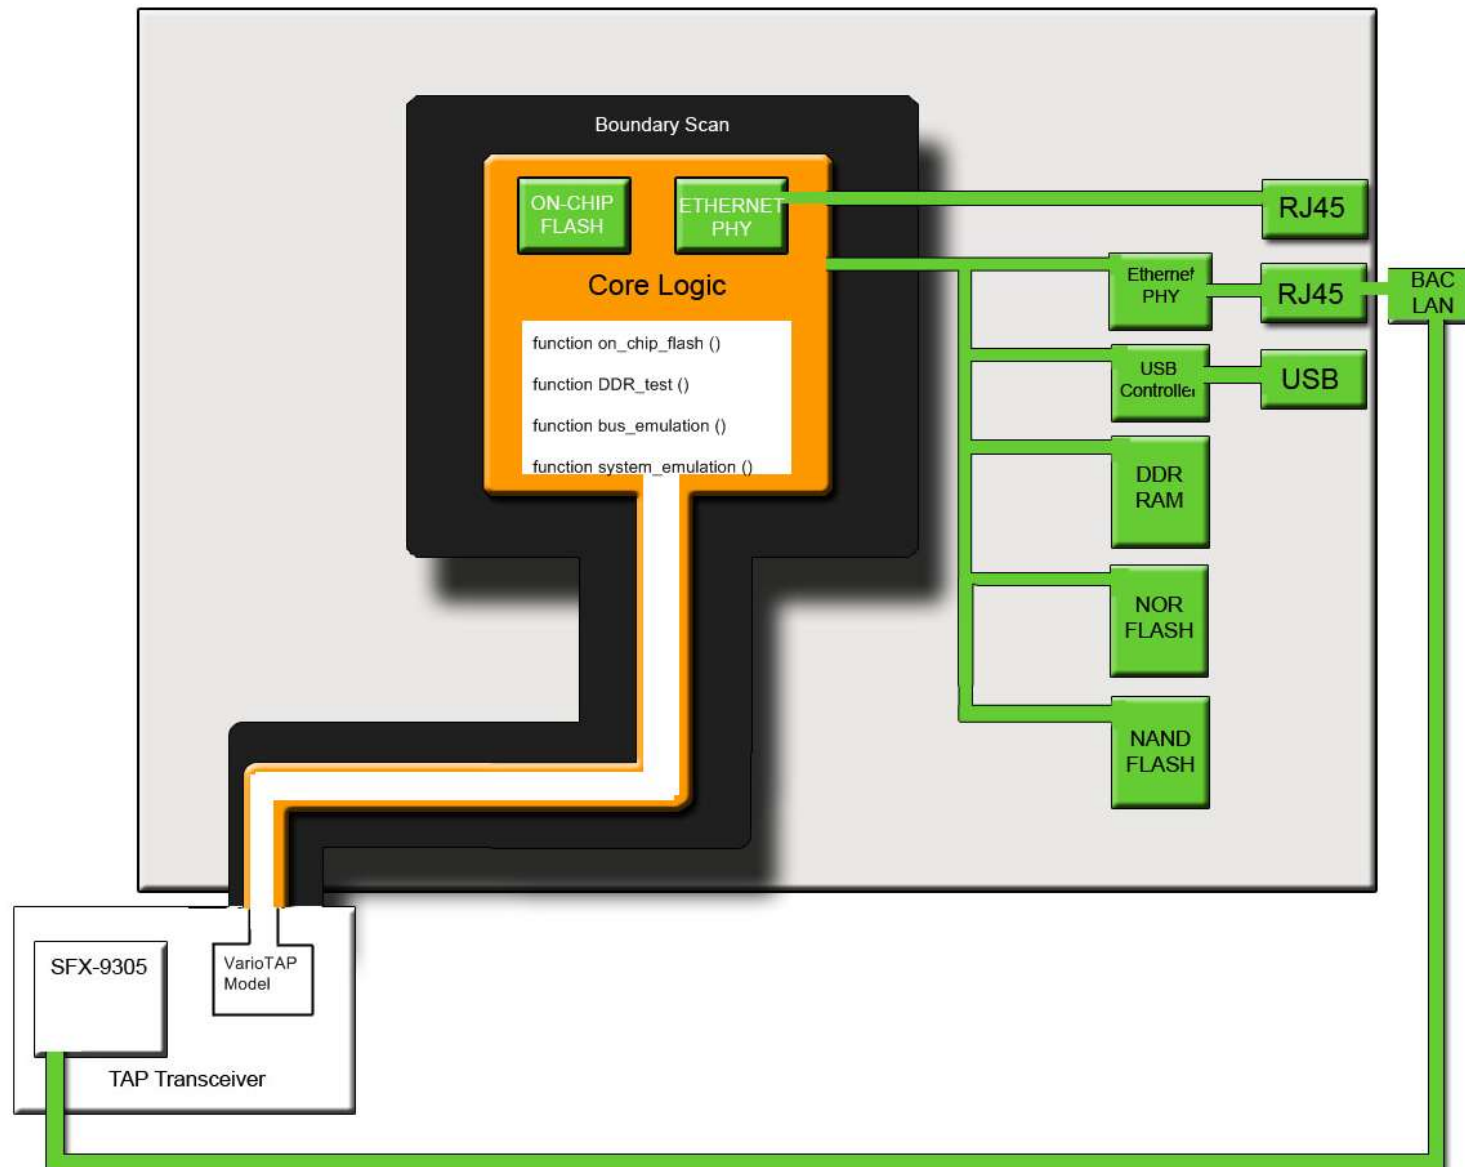 Boundary Scan
ON-CHIP
FLASH
ETHERNET
PHY
Core Logic
function on_chip_flash ()
function DDR_test ()
function bus_emulation ()
function system_emulation ()
RJ45
Ethernet
PHY
RJ45
BAC
LAN
USB
Controller
USB
DDR
RAM
NOR
FLASH
NAND
FLASH
SFX-9305
VarioTAP
Model
TAP Transceiver